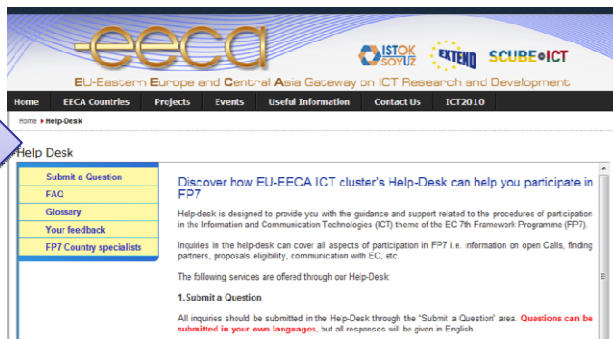 eeca
ISTOK SOYUZ
EXTEND
SCUBE ICT
EU-Eastern Europe and Central Asia Gateway on ICT Research and Development
Home EECA Countries Projects Events Useful Information Contact Us ICT2010
Home Help-Desk
Help Desk
Submit a Question
FAQ
Glossary
Your feedback
FP7 Country specialists
Discover how EU-EECA ICT cluster's Help-Desk can help you participate in
FP7
Help-desk is designed to provide you with the guidance and support related to the procedures of participation
in the Information and Communication Technologies (ICT) theme of the EC 7th Framework Programme (FP7).
Inquiries in the help-desk can cover all aspects of participation in FP7 i.e. information on open Calls, finding
partners, proposals eligibility, communication with EC, etc.
The following services are offered through our Help-Desk:
1.Submit a Question
All inquiries should be submitted in the Help-Desk through the "Submit a Question" area. Questions can be
submitted in your own languages, but all responses will be given in English.